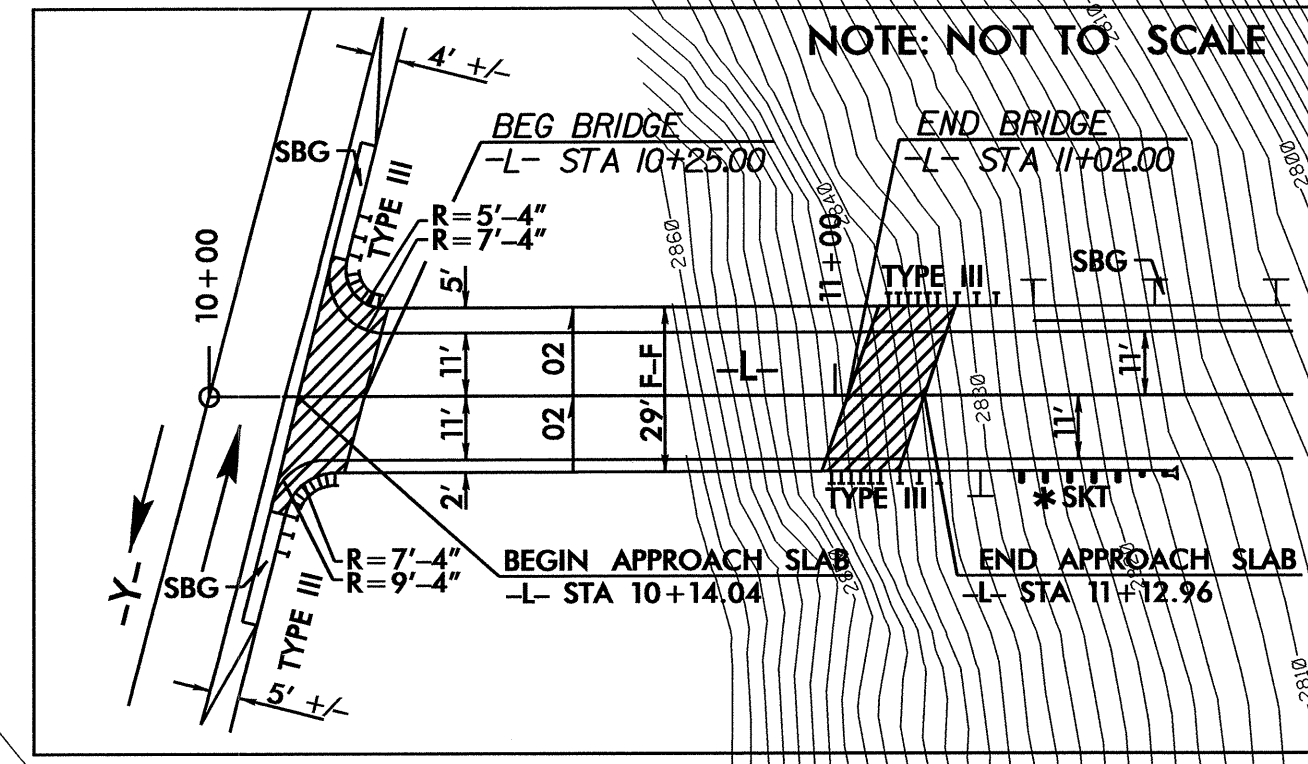 NOTE: NOT TO SCALE
2810
4' +/-
BEG BRIDGE
-L- STA 10+25.00
END BRIDGE
-L- STA 11+02.00
SBG
TYPE III
2800
2840
R=5'-4"
R=7'-4"
2860
10+00
11+00
5'
TYPE III
SBG
11'
02
29' F-F
-L-
11'
11'
02
2830
11'
2'
TYPE III
* SKT
-Y-
SBG
R=7'-4"
R=9'-4"
BEGIN APPROACH SLAB
-L- STA 10+14.04
END APPROACH SLAB
-L- STA 11+12.96
TYPE III
5' +/-
2810